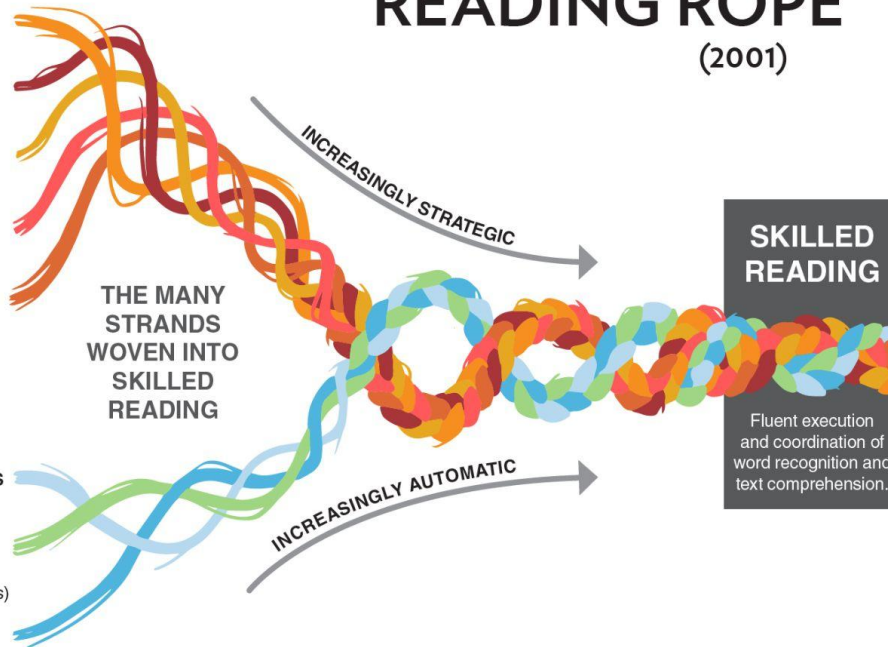 READING ROPE
(2001)
INCREASINGLY STRATEGIC
SKILLED
READING
THE MANY
STRANDS
WOVEN INTO
SKILLED
READING
Fluent execution
and coordination of
word recognition and
text comprehension.
INCREASINGLY AUTOMATIC
s
s)